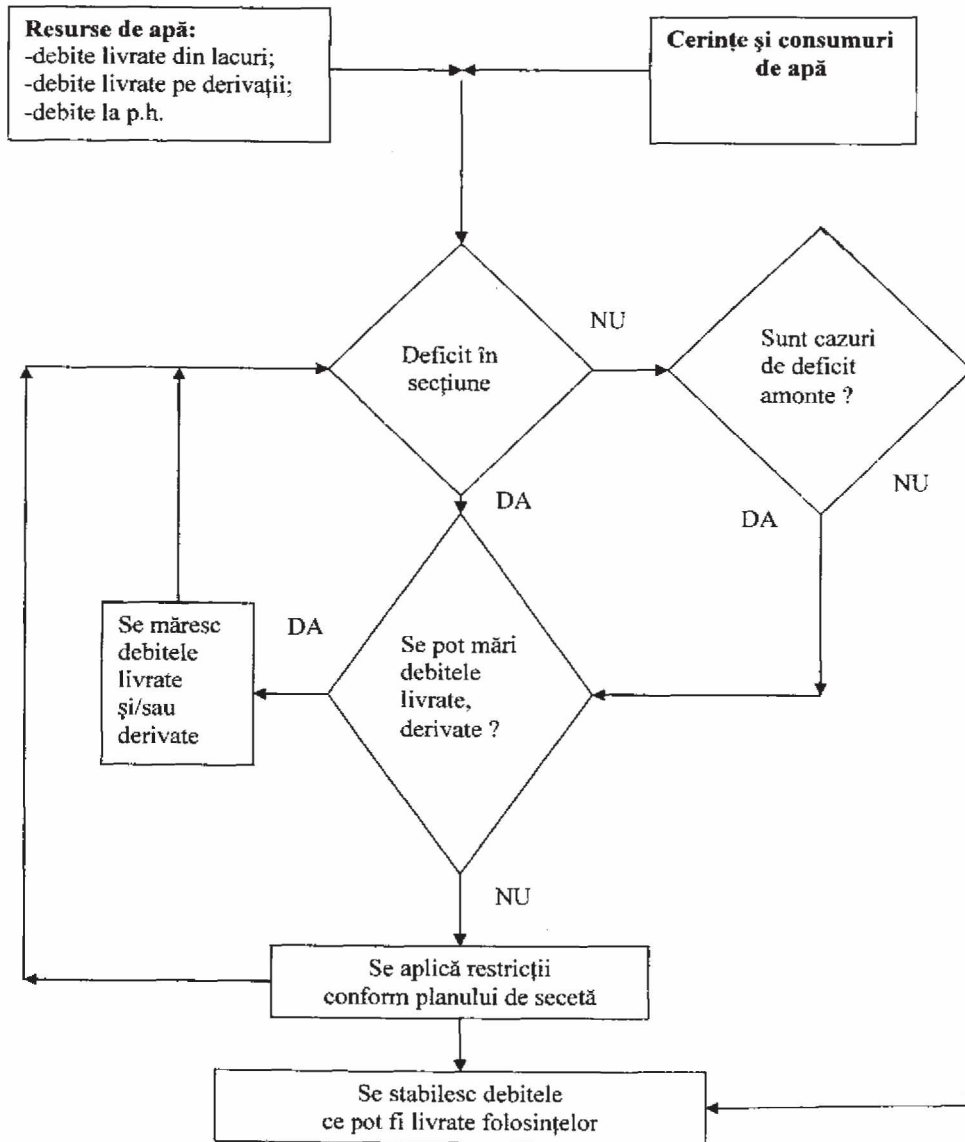 Resurse de apă:
-debite livrate din lacuri;
-debite livrate pe derivații;
-debite la p.h.
Cerințe și consumuri
de apă
Deficit în
secțiune
NU
Sunt cazuri
de deficit
amonte ?
DA
DA
NU
Se măresc
debitele
livrate
și/sau
derivate
DA
Se pot mări
debitele
livrate,
derivate ?
NU
Se aplică restricții
conform planului de secetă
Se stabilesc debitele
ce pot fi livrate folosințelor